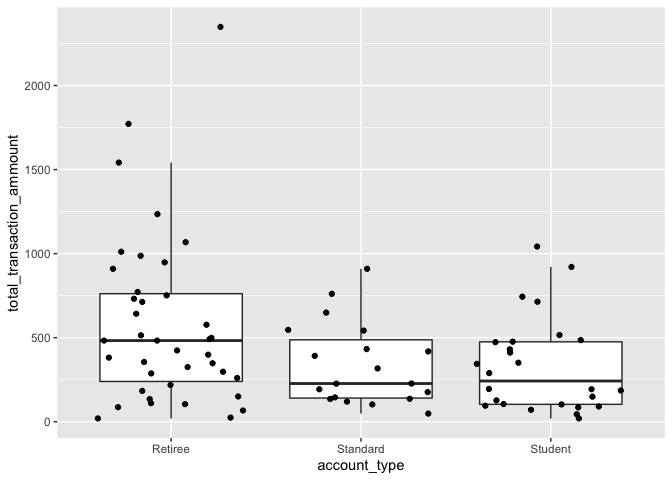 total_transaction_ammount
2000
1500
1000
500
0
Retiree Standard Student
account_type